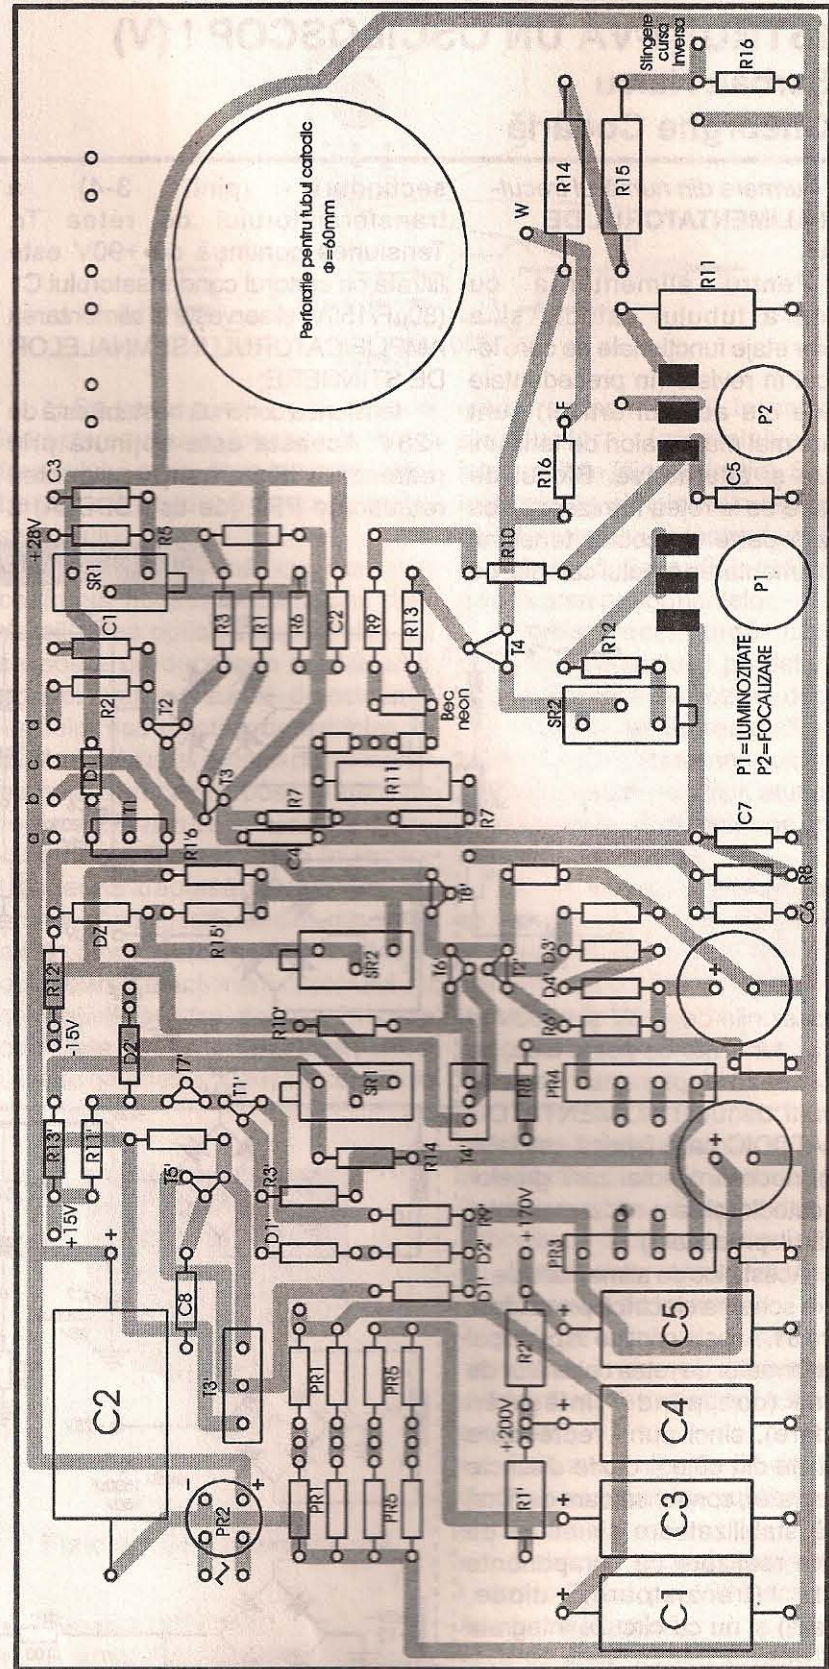 Perforatie pentru tubul catodic
Φ=60mm
Stingere
cursa
inversa
R16
R14
R15
W
F
R16
R11
P2
C5
P1
P1=LUMINOZITATE
P2=FOCALIZARE
C3
+28V
R5
SR1
C1
R2
d
c
b
a
D1
T1
T2
R3
R1
R6
C2
R9
R13
R10
T4
R12
SR2
Bec
neon
T3
R11
R7
R7
C4
R16
C7
R8
C6
DZ
R15'
R12'
-15V
SR2
T8'
T6'
T2'
D3'
D4'
R6'
+
R10'
D2'
T7'
T1'
SR1
R8
PR4
T4'
R13'
R11'
+15V
T5'
R3'
R14
R9'
D1'
D2'
D1'
+170V
PR3
+
+
C2
C8
T3'
PR2
-
+
~
PR1
PR5
PR1
PR5
R2'
+200V
R1'
+
C5
+
C4
+
C3
+
C